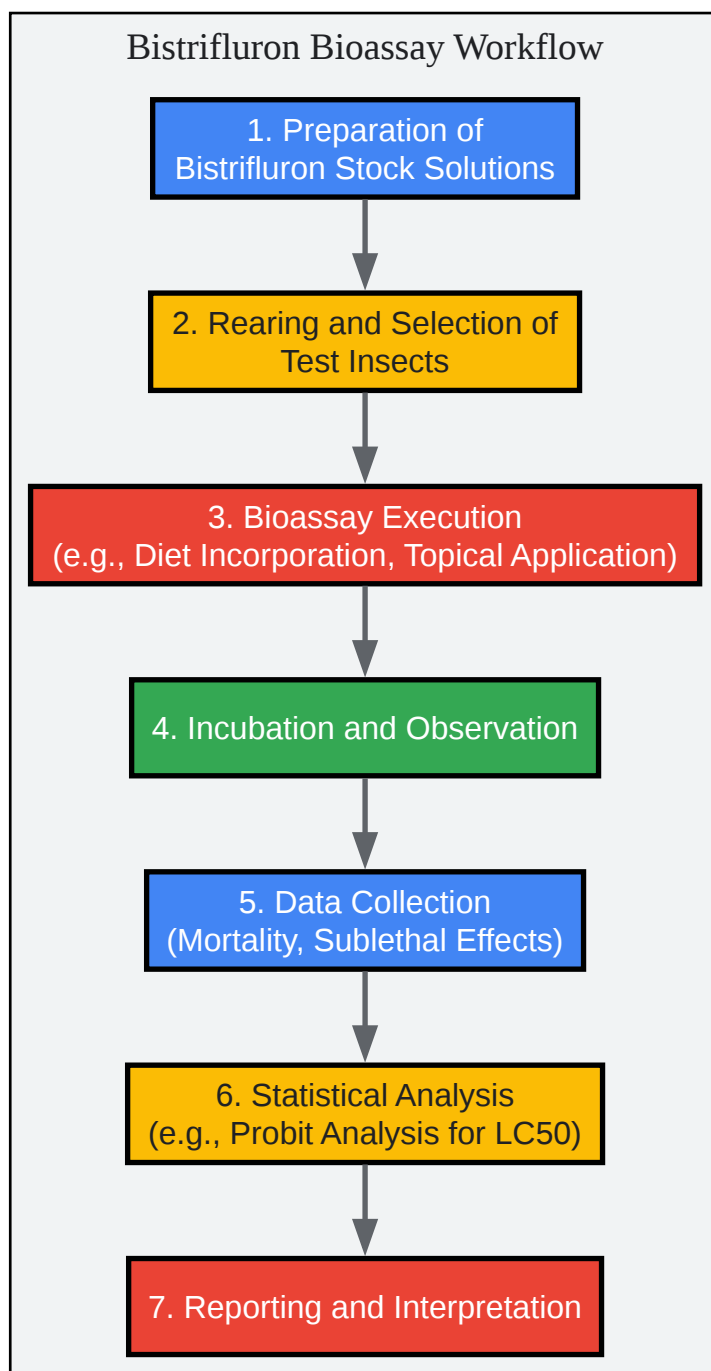 Bistrifluron Bioassay Workflow
1. Preparation of
Bistrifluron Stock Solutions
2. Rearing and Selection of
Test Insects
3. Bioassay Execution
(e.g., Diet Incorporation, Topical Application)
4. Incubation and Observation
5. Data Collection
(Mortality, Sublethal Effects)
6. Statistical Analysis
(e.g., Probit Analysis for LC50)
7. Reporting and Interpretation